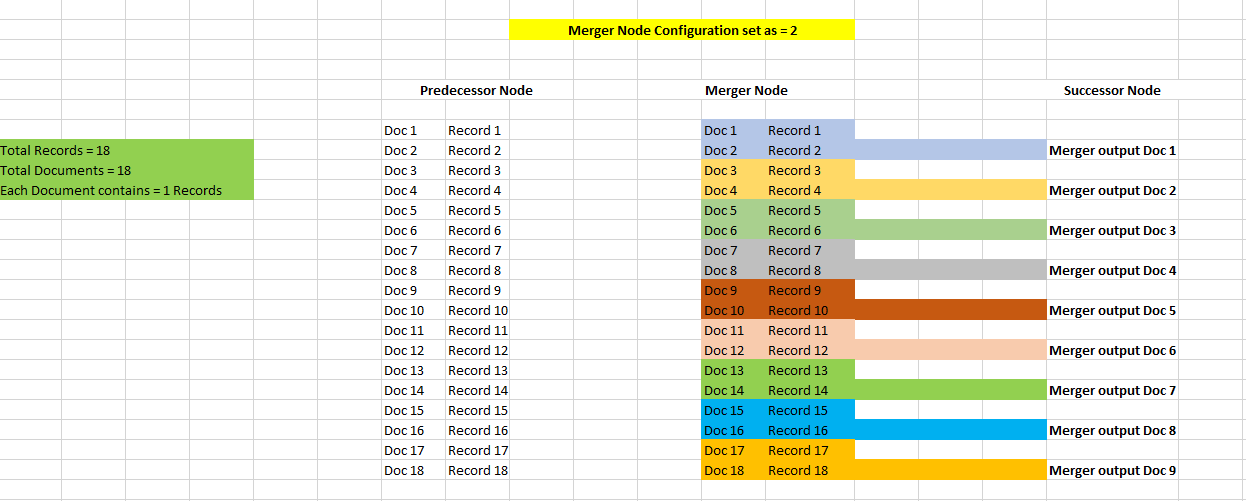 Merger Node Configuration set as = 2
Predecessor Node Merger Node Successor Node
Doc 1 Record 1 Doc 1 Record 1
Total Records = 18 Doc 2 Record 2 Doc 2 Record 2 Merger output Doc 1
Total Documents = 18 Doc 3 Record 3 Doc 3 Record 3
Each Document contains = 1 Records Doc 4 Record 4 Doc 4 Record 4 Merger output Doc 2
Doc 5 Record 5 Doc 5 Record 5
Doc 6 Record 6 Doc 6 Record 6 Merger output Doc 3
Doc 7 Record 7 Doc 7 Record 7
Doc 8 Record 8 Doc 8 Record 8 Merger output Doc 4
Doc 9 Record 9 Doc 9 Record 9
Doc 10 Record 10 Doc 10 Record 10 Merger output Doc 5
Doc 11 Record 11 Doc 11 Record 11
Doc 12 Record 12 Doc 12 Record 12 Merger output Doc 6
Doc 13 Record 13 Doc 13 Record 13
Doc 14 Record 14 Doc 14 Record 14 Merger output Doc 7
Doc 15 Record 15 Doc 15 Record 15
Doc 16 Record 16 Doc 16 Record 16 Merger output Doc 8
Doc 17 Record 17 Doc 17 Record 17
Doc 18 Record 18 Doc 18 Record 18 Merger output Doc 9